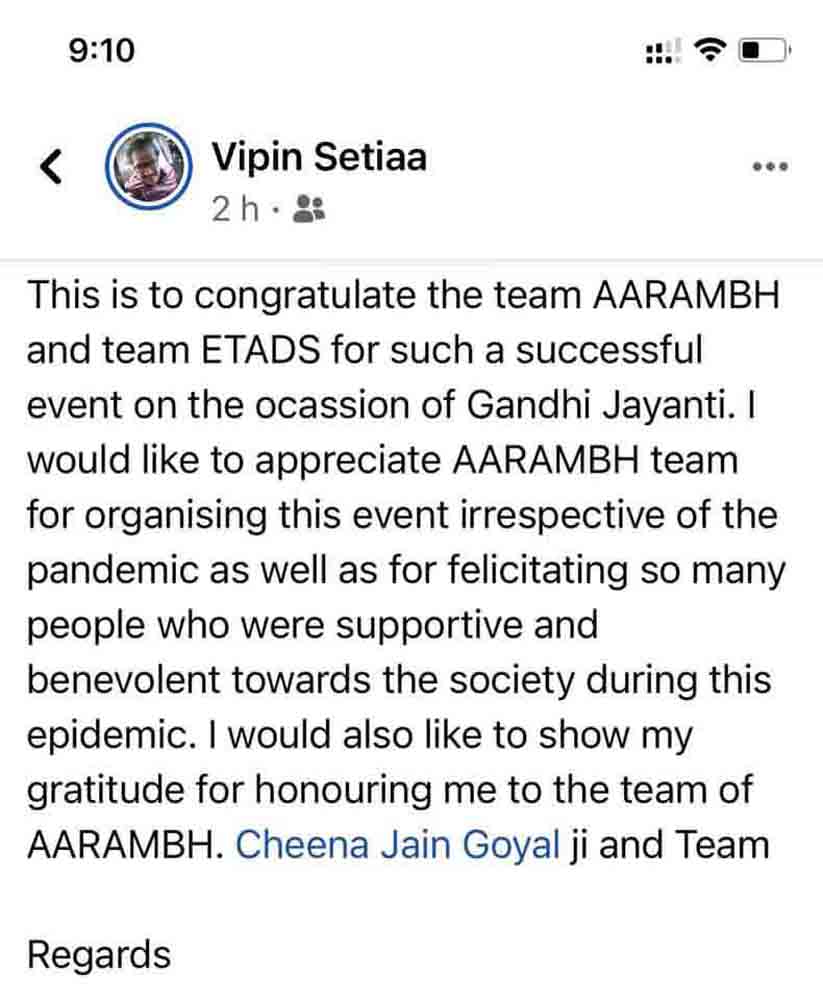 9:10
Vipin Setiaa
2 h ·
This is to congratulate the team AARAMBH
and team ETADS for such a successful
event on the ocassion of Gandhi Jayanti. I
would like to appreciate AARAMBH team
for organising this event irrespective of the
pandemic as well as for felicitating so many
people who were supportive and
benevolent towards the society during this
epidemic. I would also like to show my
gratitude for honouring me to the team of
AARAMBH. Cheena Jain Goyal ji and Team
Regards